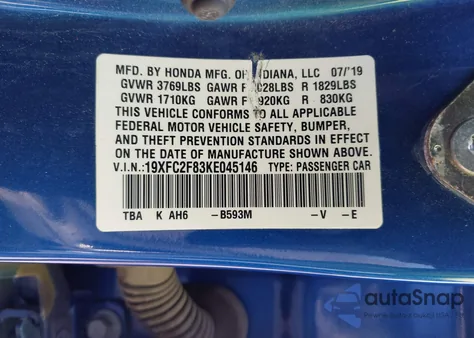 MFD. BY HONDA MFG. OF INDIANA, LLC 07/19
GVWR 3769LBS GAWR F 2028LBS R 1829LBS
GVWR 1710KG GAWR F 920KG R 830KG
THIS VEHICLE CONFORMS TO ALL APPLICABLE
FEDERAL MOTOR VEHICLE SAFETY, BUMPER,
AND THEFT PREVENTION STANDARDS IN EFFECT
ON THE DATE OF MANUFACTURE SHOWN ABOVE.
V.I.N.:19XFC2F83KE045146 TYPE: PASSENGER CAR
TBA K AH6 -B593M -V -E
autoSnap